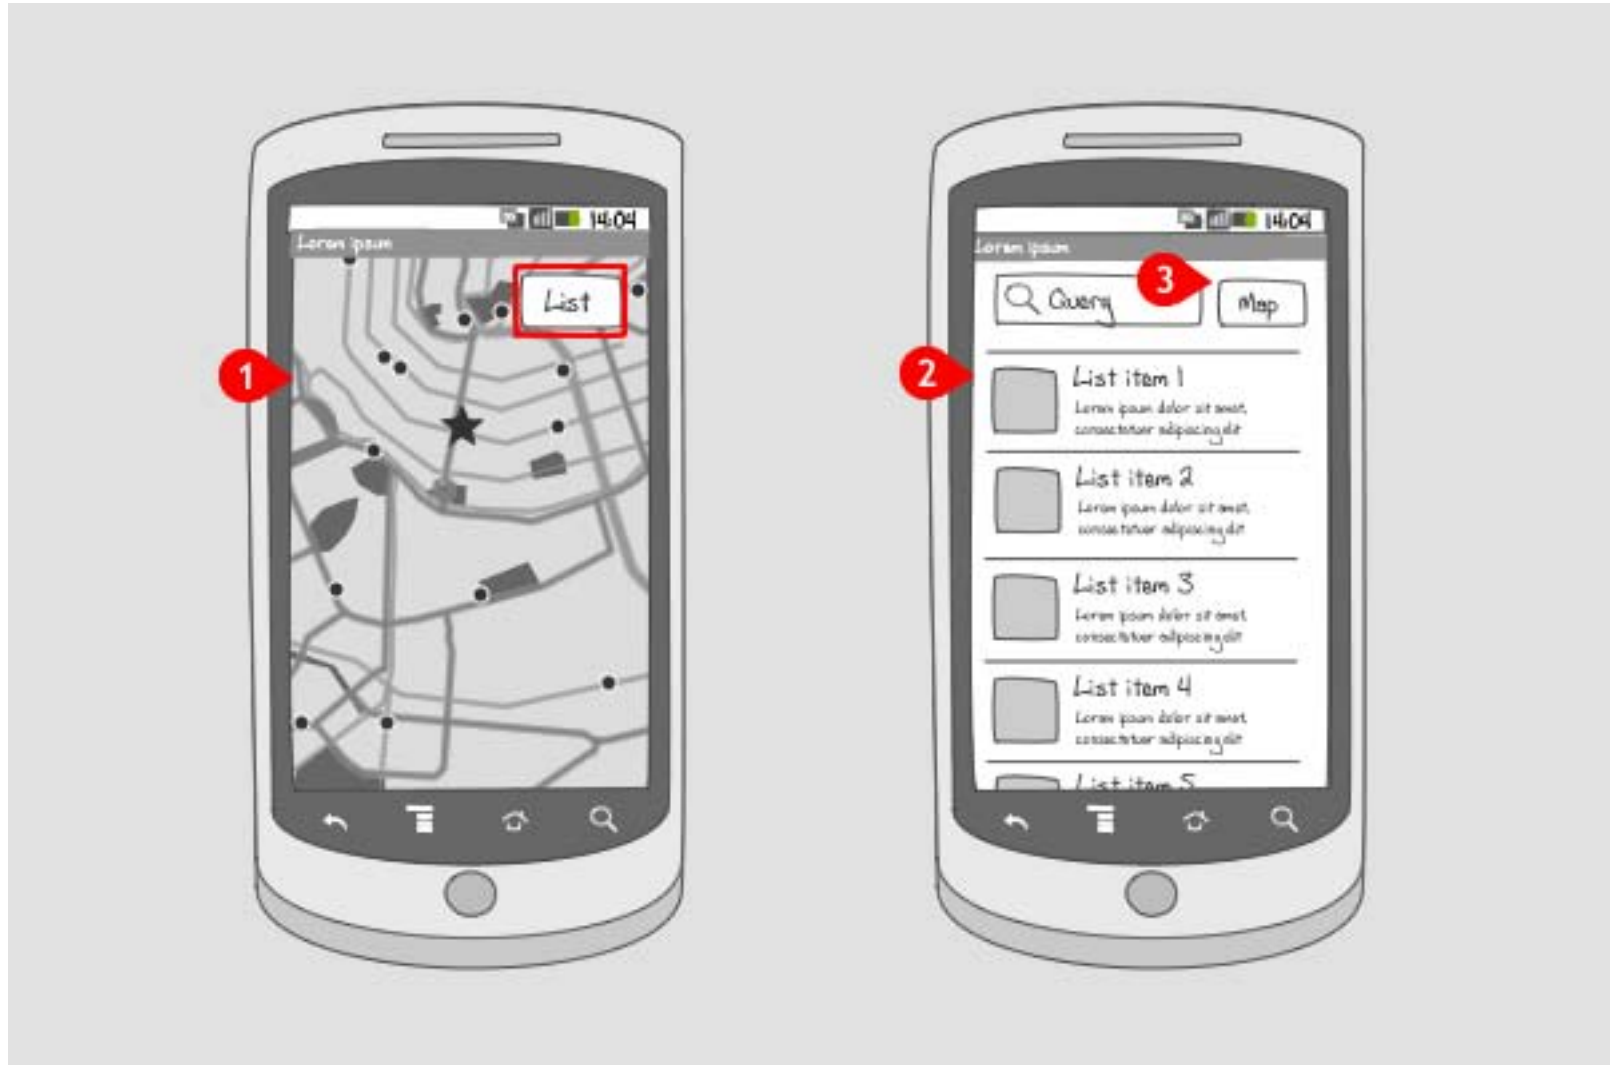 14:04
Lorem ipsum
List
1
14:04
Lorem ipsum
3
Query
Map
2
List item 1
Lorem ipsum dolor sit amet,
consectetuer adipiscing elit
List item 2
Lorem ipsum dolor sit amet,
consectetuer adipiscing elit
List item 3
Lorem ipsum dolor sit amet,
consectetuer adipiscing elit
List item 4
Lorem ipsum dolor sit amet,
consectetuer adipiscing elit
List item 5